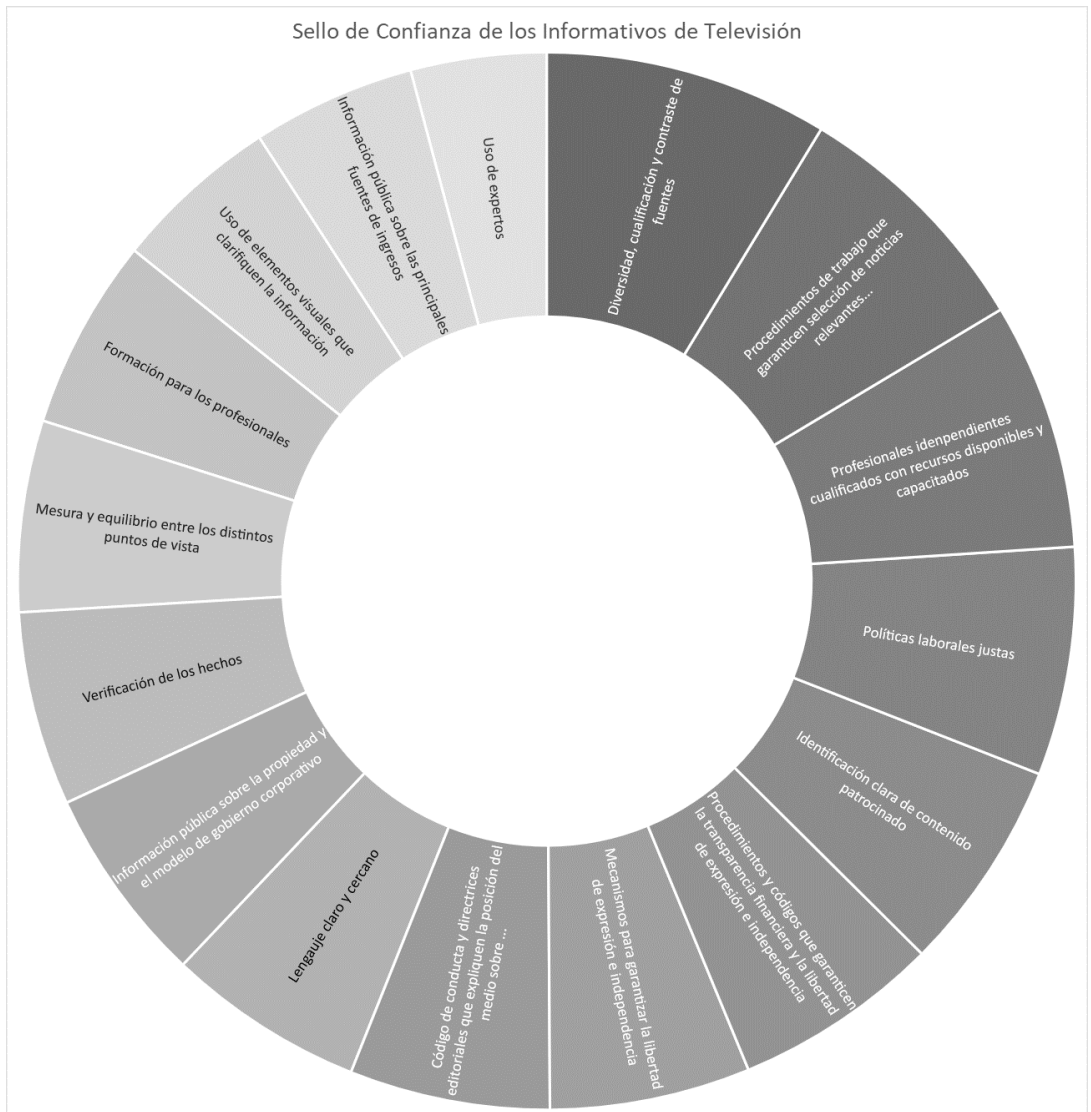 Sello de Confianza de los Informativos de Televisión
Diversidad, cualificación y contraste de
fuentes
Procedimientos de trabajo que
garanticen selección de noticias
relevantes...
Profesionales idenpendientes
cualificados con recursos disponibles y
capacitados
Políticas laborales justas
Identificación clara de contenido
patrocinado
Procedimientos y códigos que garanticen
la transparencia financiera y la libertad
de expresión e independencia
Mecanismos para garantizar la libertad
de expresión e independencia
Código de conducta y directrices
editoriales que expliquen la posición del
medio sobre ...
Lengauje claro y cercano
Información pública sobre la propiedad y
el modelo de gobierno corporativo
Verificación de los hechos
Mesura y equilibrio entre los distintos
puntos de vista
Formación para los profesionales
Uso de elementos visuales que
clarifiquen la información
Información pública sobre las principales
fuentes de ingresos
Uso de expertos